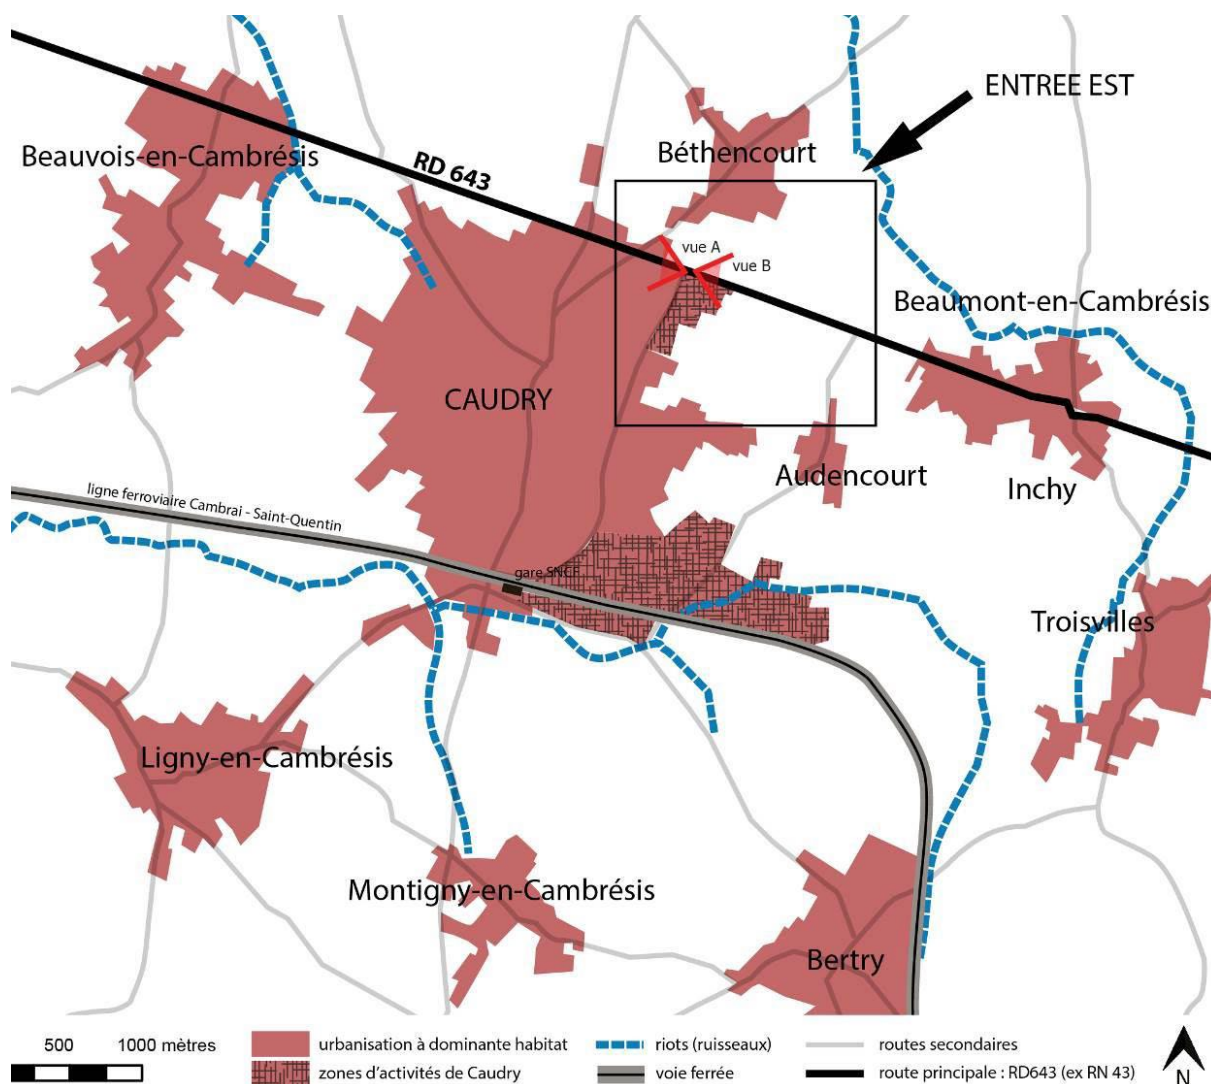 ENTREE EST
Beauvois-en-Cambrésis
RD 643
Béthencourt
vue A
vue B
Beaumont-en-Cambrésis
CAUDRY
Audencourt
Inchy
ligne ferroviaire Cambrai - Saint-Quentin
gare SNCF
Troisvilles
Ligny-en-Cambrésis
Montigny-en-Cambrésis
Bertry
500 1000 mètres
urbanisation à dominante habitat
zones d'activités de Caudry
riots (ruisseaux)
voie ferrée
routes secondaires
route principale : RD643 (ex RN 43)
N